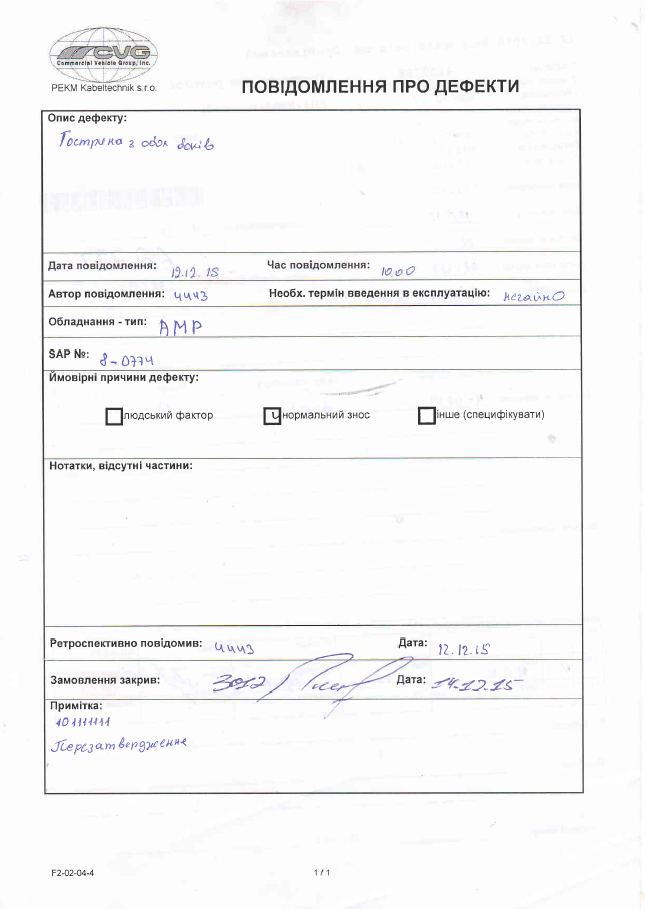 CVG
Commercial Vehicle Group, Inc.
PEKM Kabeltechnik s.r.o.
ПОВІДОМЛЕННЯ ПРО ДЕФЕКТИ
Опис дефекту:
Гострина з обох боків
Дата повідомлення: 12.12.15 Час повідомлення: 10.00
Автор повідомлення: 4443 Необх. термін введення в експлуатацію: негайно
Обладнання - тип: AMP
SAP №: 8-0774
Ймовірні причини дефекту:
людський фактор нормальний знос інше (специфікувати)
Нотатки, відсутні частини:
Ретроспективно повідомив: 4443 Дата: 12.12.15
Замовлення закрив: 3012 / Дата: 14.12.15
Примітка:
101111111
Перезатвердження
F2-02-04-4 1 / 1